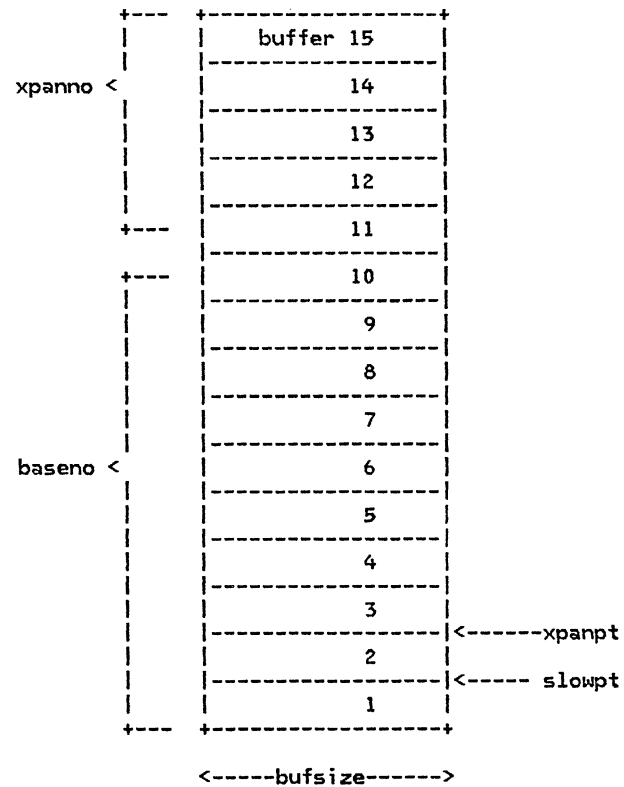 buffer 15
xpanno < 14
13
12
11
10
9
8
7
baseno < 6
5
4
3
<------xpanpt
2
<----- slowpt
1
<-----bufsize------>